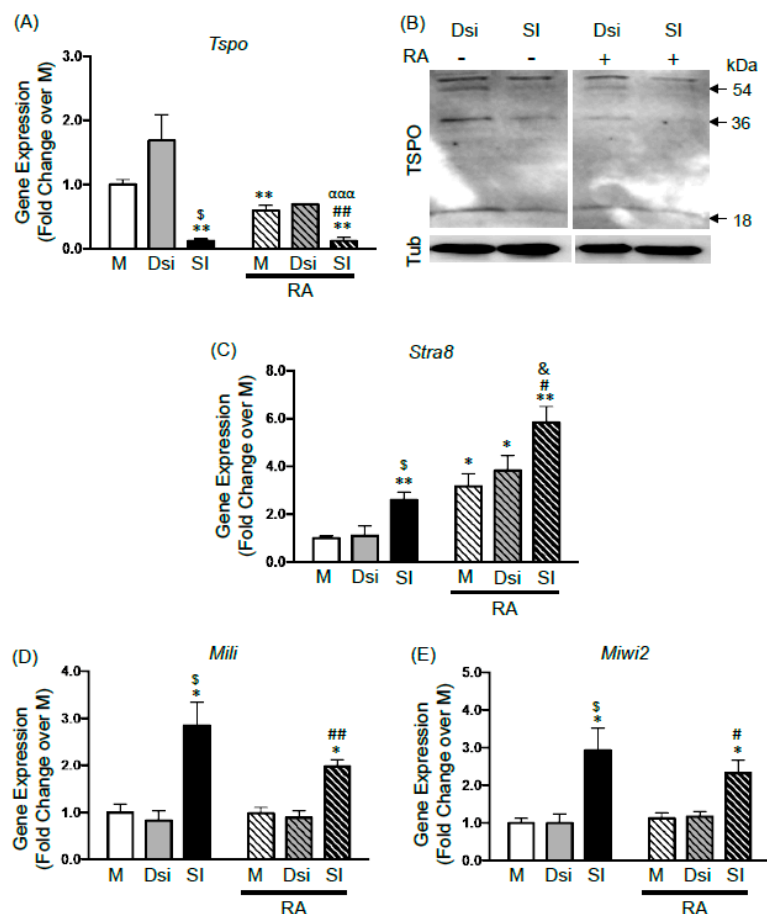 (A)
Tspo
Gene Expression
(Fold Change over M)
3.0
2.0
1.0
0.0
$
**
**
ααα
##
**
M Dsi SI M Dsi SI
RA
(B)
Dsi SI Dsi SI
RA - - + + kDa
TSPO
54
36
18
Tub
(C)
Stra8
Gene Expression
(Fold Change over M)
8.0
6.0
4.0
2.0
0.0
$
**
*
*
&
#
**
M Dsi SI M Dsi SI
RA
(D)
Mili
Gene Expression
(Fold Change over M)
4.0
3.0
2.0
1.0
0.0
$
*
##
*
M Dsi SI M Dsi SI
RA
(E)
Miwi2
Gene Expression
(Fold Change over M)
5.0
4.0
3.0
2.0
1.0
0.0
$
*
#
*
M Dsi SI M Dsi SI
RA